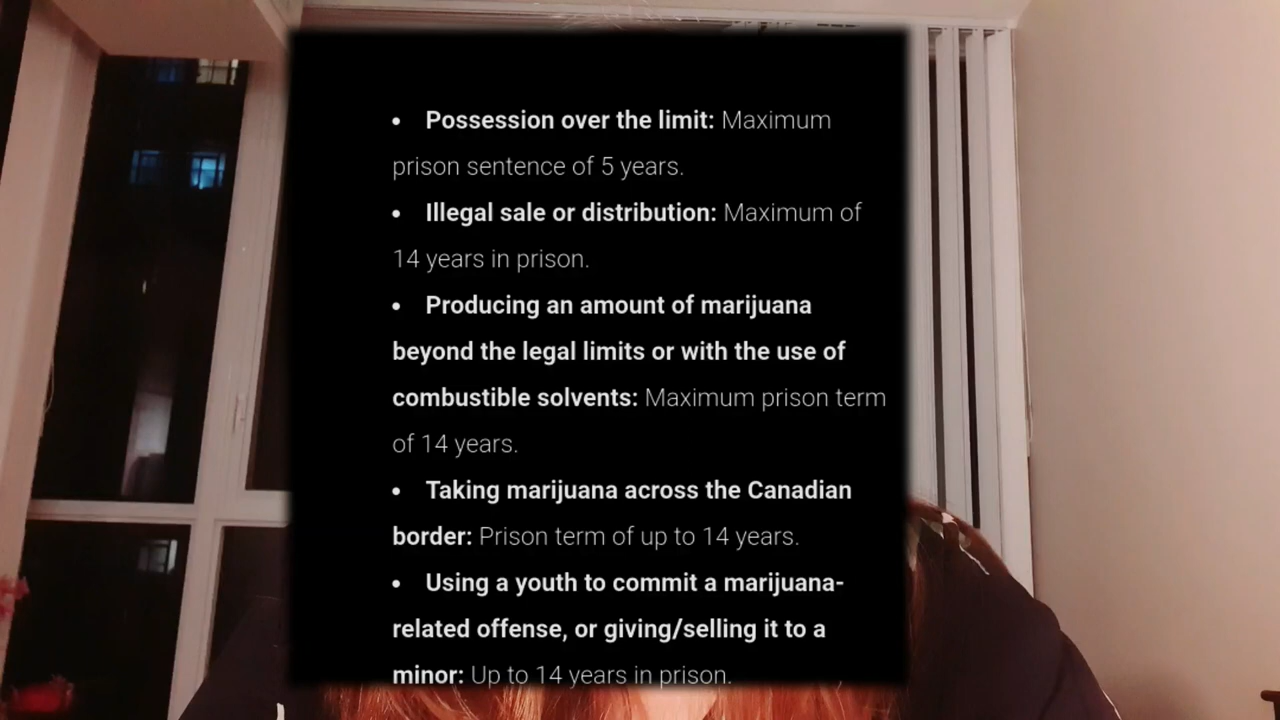 • Possession over the limit: Maximum
prison sentence of 5 years.
• Illegal sale or distribution: Maximum of
14 years in prison.
• Producing an amount of marijuana
beyond the legal limits or with the use of
combustible solvents: Maximum prison term
of 14 years.
• Taking marijuana across the Canadian
border: Prison term of up to 14 years.
• Using a youth to commit a marijuana-
related offense, or giving/selling it to a
minor: Up to 14 years in prison.